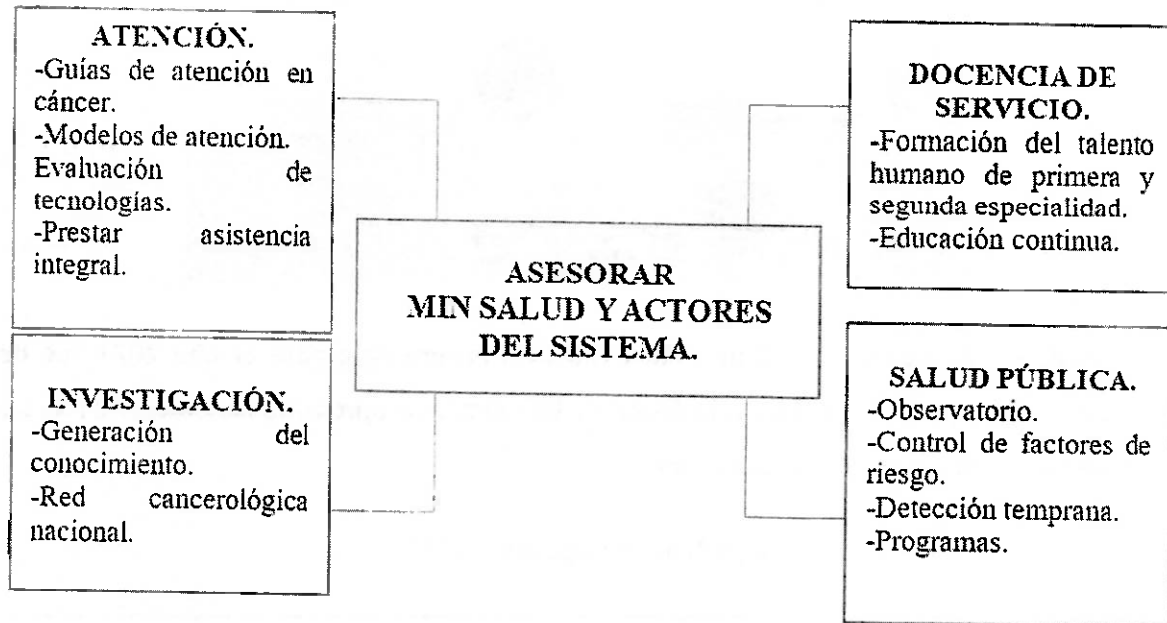 ATENCIÓN.
-Guías de atención en
cáncer.
-Modelos de atención.
Evaluación de
tecnologías.
-Prestar asistencia
integral.
INVESTIGACIÓN.
-Generación del
conocimiento.
-Red cancerológica
nacional.
ASESORAR
MIN SALUD Y ACTORES
DEL SISTEMA.
DOCENCIA DE
SERVICIO.
-Formación del talento
humano de primera y
segunda especialidad.
-Educación continua.
SALUD PÚBLICA.
-Observatorio.
-Control de factores de
riesgo.
-Detección temprana.
-Programas.